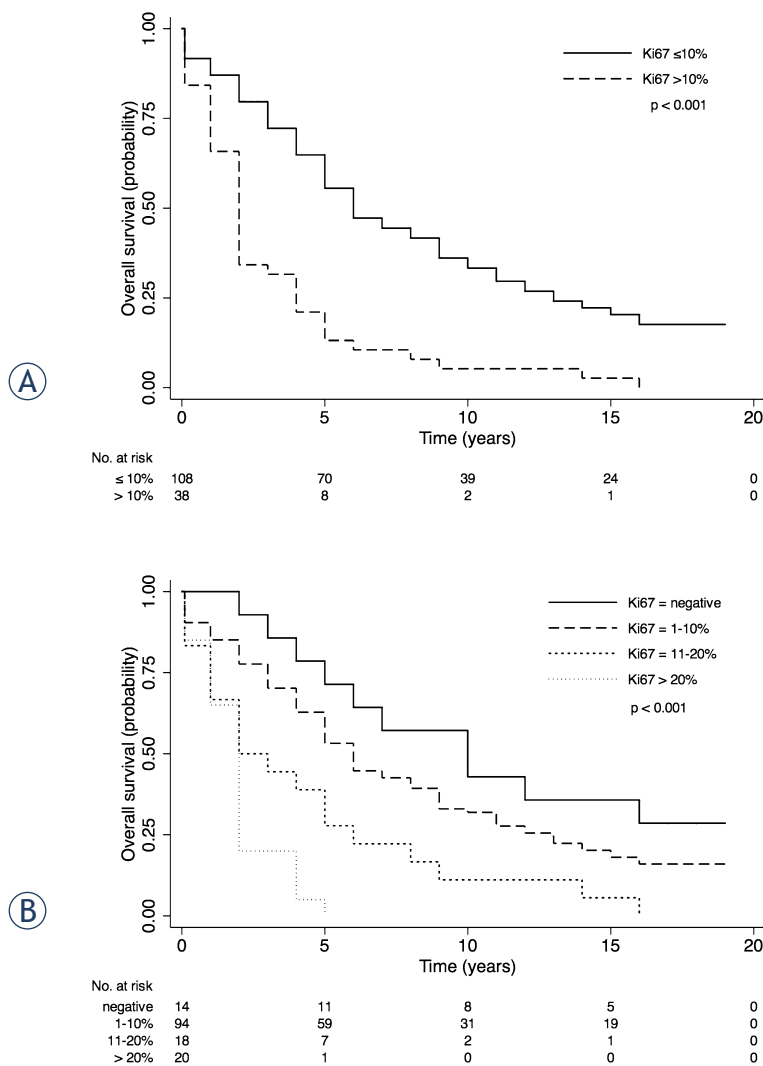 1.00
0.75
0.50
0.25
0.00
Overall survival (probability)
Ki67 ≤10%
Ki67 >10%
p < 0.001
A
0 5 10 15 20
Time (years)
No. at risk
≤ 10% 108 70 39 24 0
> 10% 38 8 2 1 0
1.00
0.75
0.50
0.25
0.00
Overall survival (probability)
Ki67 = negative
Ki67 = 1-10%
Ki67 = 11-20%
Ki67 > 20%
p < 0.001
B
0 5 10 15 20
Time (years)
No. at risk
negative 14 11 8 5 0
1-10% 94 59 31 19 0
11-20% 18 7 2 1 0
> 20% 20 1 0 0 0